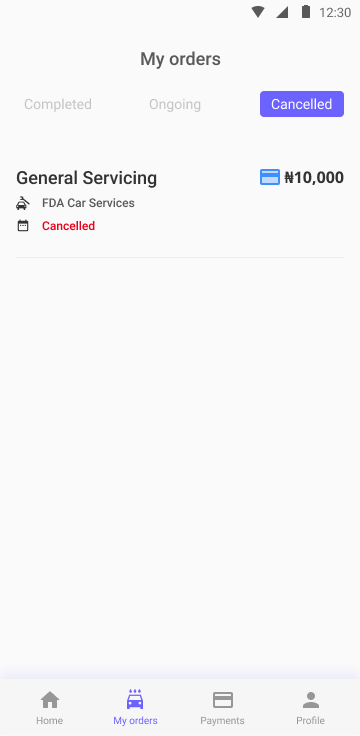 12:30
My orders
Completed Ongoing Cancelled
General Servicing ₦10,000
FDA Car Services
Cancelled
Home My orders Payments Profile